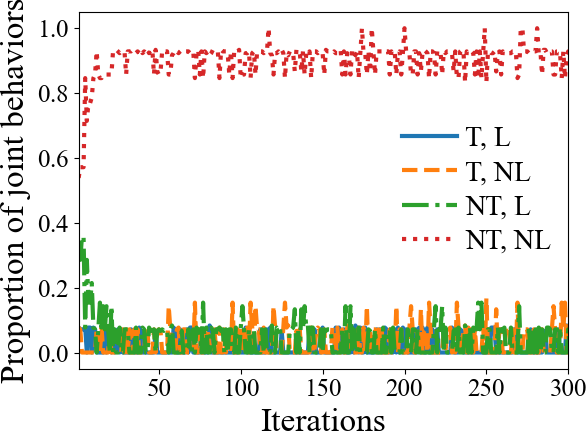 Proportion of joint behaviors
1.0
0.8
0.6
0.4
0.2
0.0
T, L
T, NL
NT, L
NT, NL
50
100
150
200
250
300
Iterations